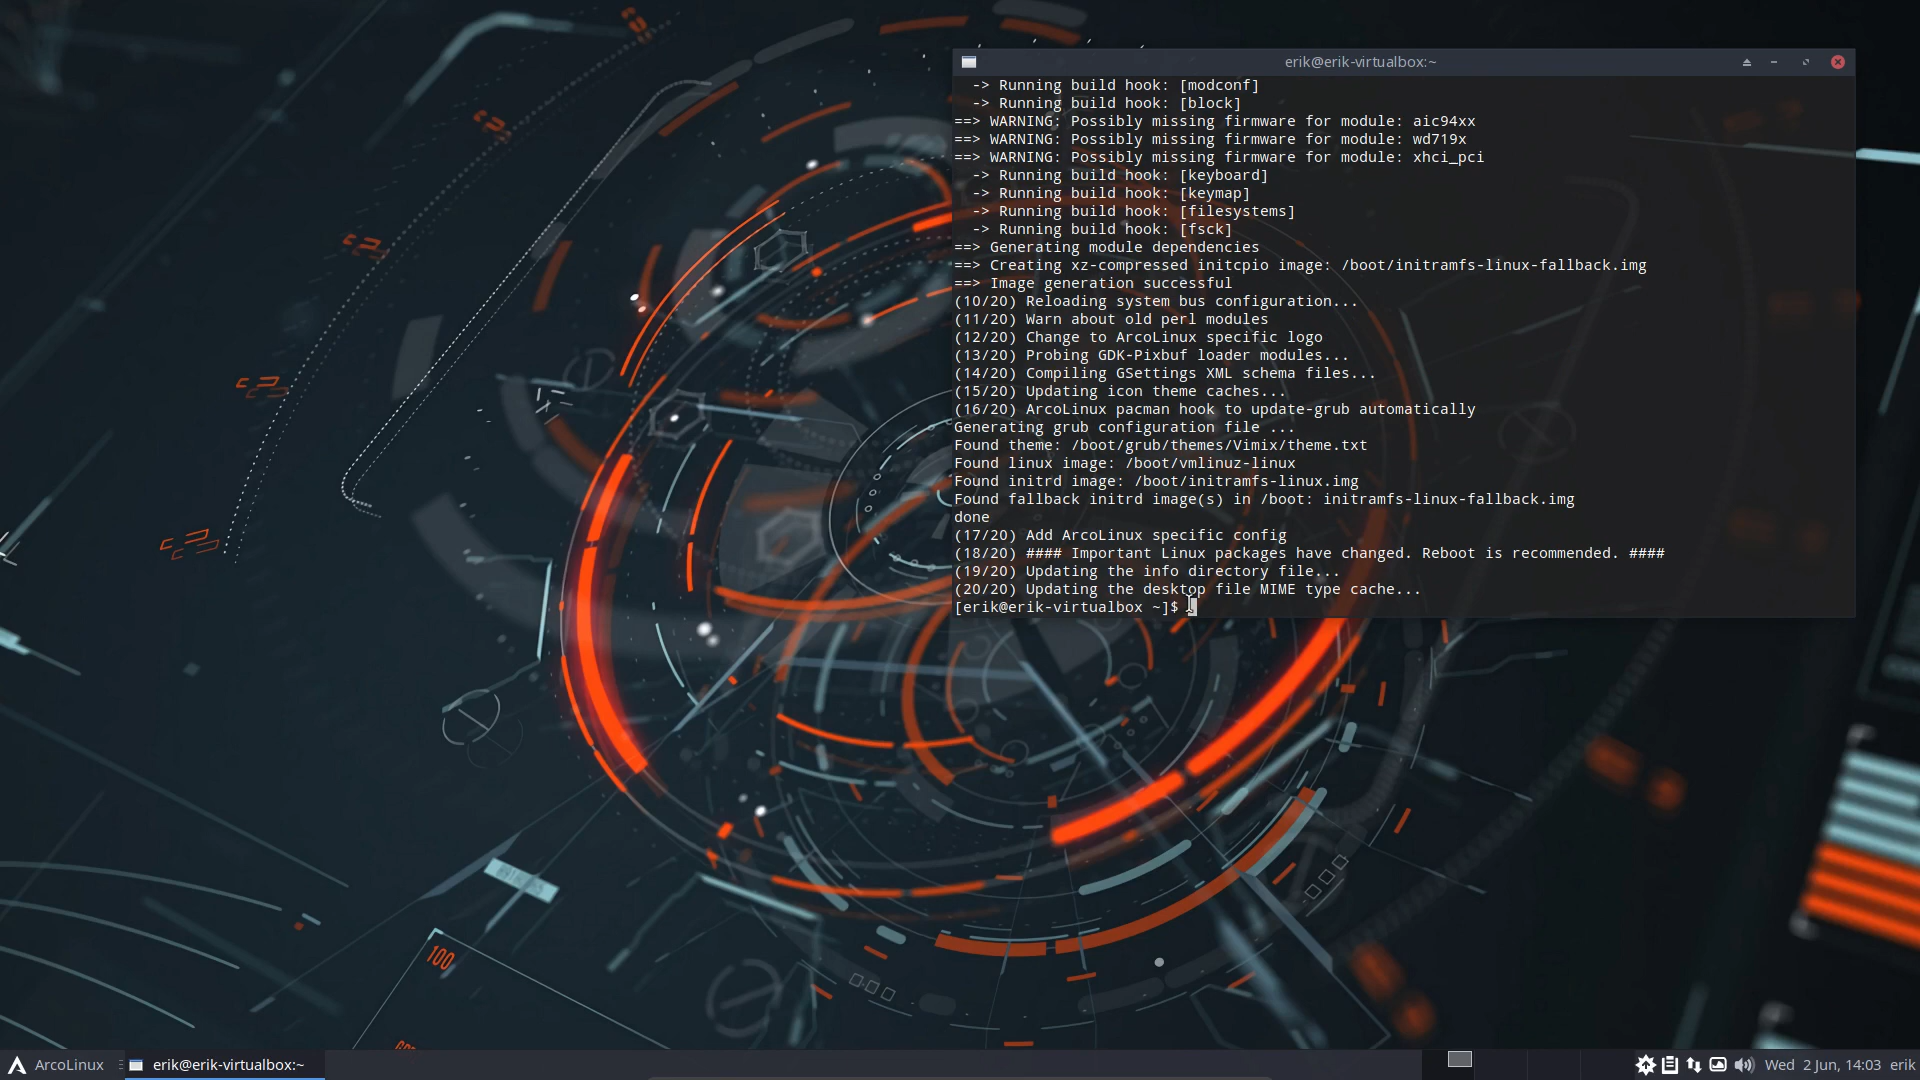 erik@erik-virtualbox:~
-> Running build hook: [modconf]
-> Running build hook: [block]
==> WARNING: Possibly missing firmware for module: aic94xx
==> WARNING: Possibly missing firmware for module: wd719x
==> WARNING: Possibly missing firmware for module: xhci_pci
-> Running build hook: [keyboard]
-> Running build hook: [keymap]
-> Running build hook: [filesystems]
-> Running build hook: [fsck]
==> Generating module dependencies
==> Creating xz-compressed initcpio image: /boot/initramfs-linux-fallback.img
==> Image generation successful
(10/20) Reloading system bus configuration...
(11/20) Warn about old perl modules
(12/20) Change to ArcoLinux specific logo
(13/20) Probing GDK-Pixbuf loader modules...
(14/20) Compiling GSettings XML schema files...
(15/20) Updating icon theme caches...
(16/20) ArcoLinux pacman hook to update-grub automatically
Generating grub configuration file ...
Found theme: /boot/grub/themes/Vimix/theme.txt
Found linux image: /boot/vmlinuz-linux
Found initrd image: /boot/initramfs-linux.img
Found fallback initrd image(s) in /boot: initramfs-linux-fallback.img
done
(17/20) Add ArcoLinux specific config
(18/20) #### Important Linux packages have changed. Reboot is recommended. ####
(19/20) Updating the info directory file...
(20/20) Updating the desktop file MIME type cache...
[erik@erik-virtualbox ~]$
100
ArcoLinux
erik@erik-virtualbox:~
Wed 2 Jun, 14:03 erik